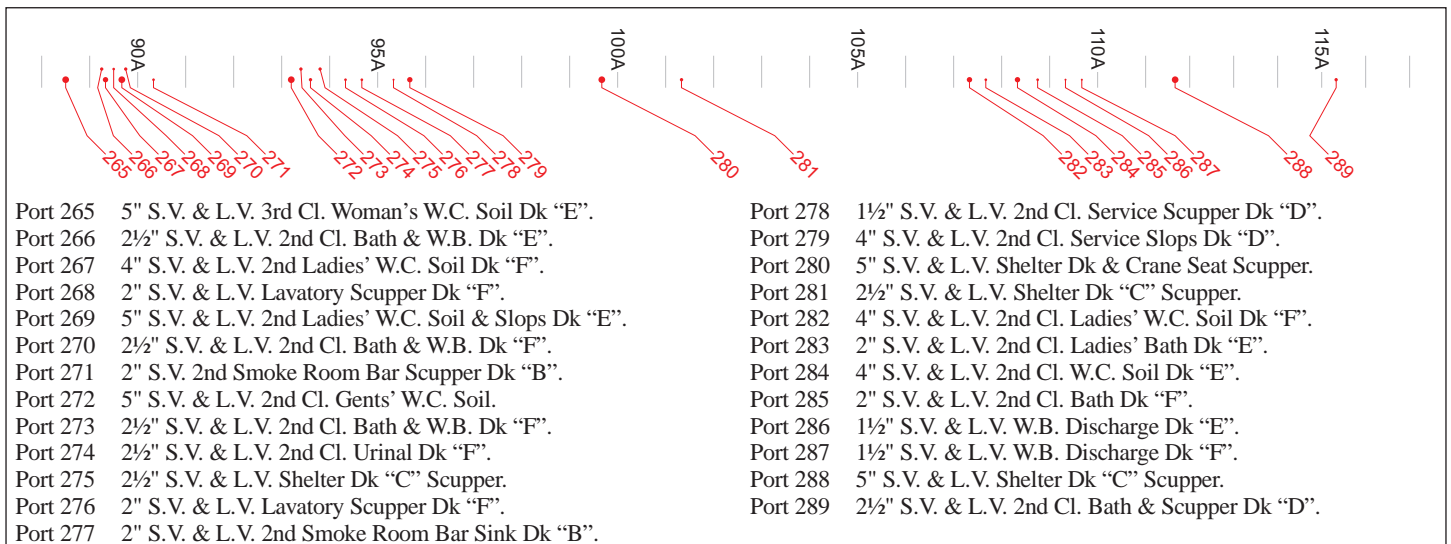 90A 95A 100A 105A 110A 115A
265 266 267 268 269 270 271 272 273 274 275 276 277 278 279 280 281 282 283 284 285 286 287 288 289
Port 265 5" S.V. & L.V. 3rd Cl. Woman's W.C. Soil Dk “E”.
Port 266 2½" S.V. & L.V. 2nd Cl. Bath & W.B. Dk “E”.
Port 267 4" S.V. & L.V. 2nd Ladies’ W.C. Soil Dk “F”.
Port 268 2" S.V. & L.V. Lavatory Scupper Dk “F”.
Port 269 5" S.V. & L.V. 2nd Ladies’ W.C. Soil & Slops Dk “E”.
Port 270 2½" S.V. & L.V. 2nd Cl. Bath & W.B. Dk “F”.
Port 271 2" S.V. 2nd Smoke Room Bar Scupper Dk “B”.
Port 272 5" S.V. & L.V. 2nd Cl. Gents’ W.C. Soil.
Port 273 2½" S.V. & L.V. 2nd Cl. Bath & W.B. Dk “F”.
Port 274 2½" S.V. & L.V. 2nd Cl. Urinal Dk “F”.
Port 275 2½" S.V. & L.V. Shelter Dk “C” Scupper.
Port 276 2" S.V. & L.V. Lavatory Scupper Dk “F”.
Port 277 2" S.V. & L.V. 2nd Smoke Room Bar Sink Dk “B”.
Port 278 1½" S.V. & L.V. 2nd Cl. Service Scupper Dk “D”.
Port 279 4" S.V. & L.V. 2nd Cl. Service Slops Dk “D”.
Port 280 5" S.V. & L.V. Shelter Dk & Crane Seat Scupper.
Port 281 2½" S.V. & L.V. Shelter Dk “C” Scupper.
Port 282 4" S.V. & L.V. 2nd Cl. Ladies’ W.C. Soil Dk “F”.
Port 283 2" S.V. & L.V. 2nd Cl. Ladies’ Bath Dk “E”.
Port 284 4" S.V. & L.V. 2nd Cl. W.C. Soil Dk “E”.
Port 285 2" S.V. & L.V. 2nd Cl. Bath Dk “F”.
Port 286 1½" S.V. & L.V. W.B. Discharge Dk “E”.
Port 287 1½" S.V. & L.V. W.B. Discharge Dk “F”.
Port 288 5" S.V. & L.V. Shelter Dk “C” Scupper.
Port 289 2½" S.V. & L.V. 2nd Cl. Bath & Scupper Dk “D”.